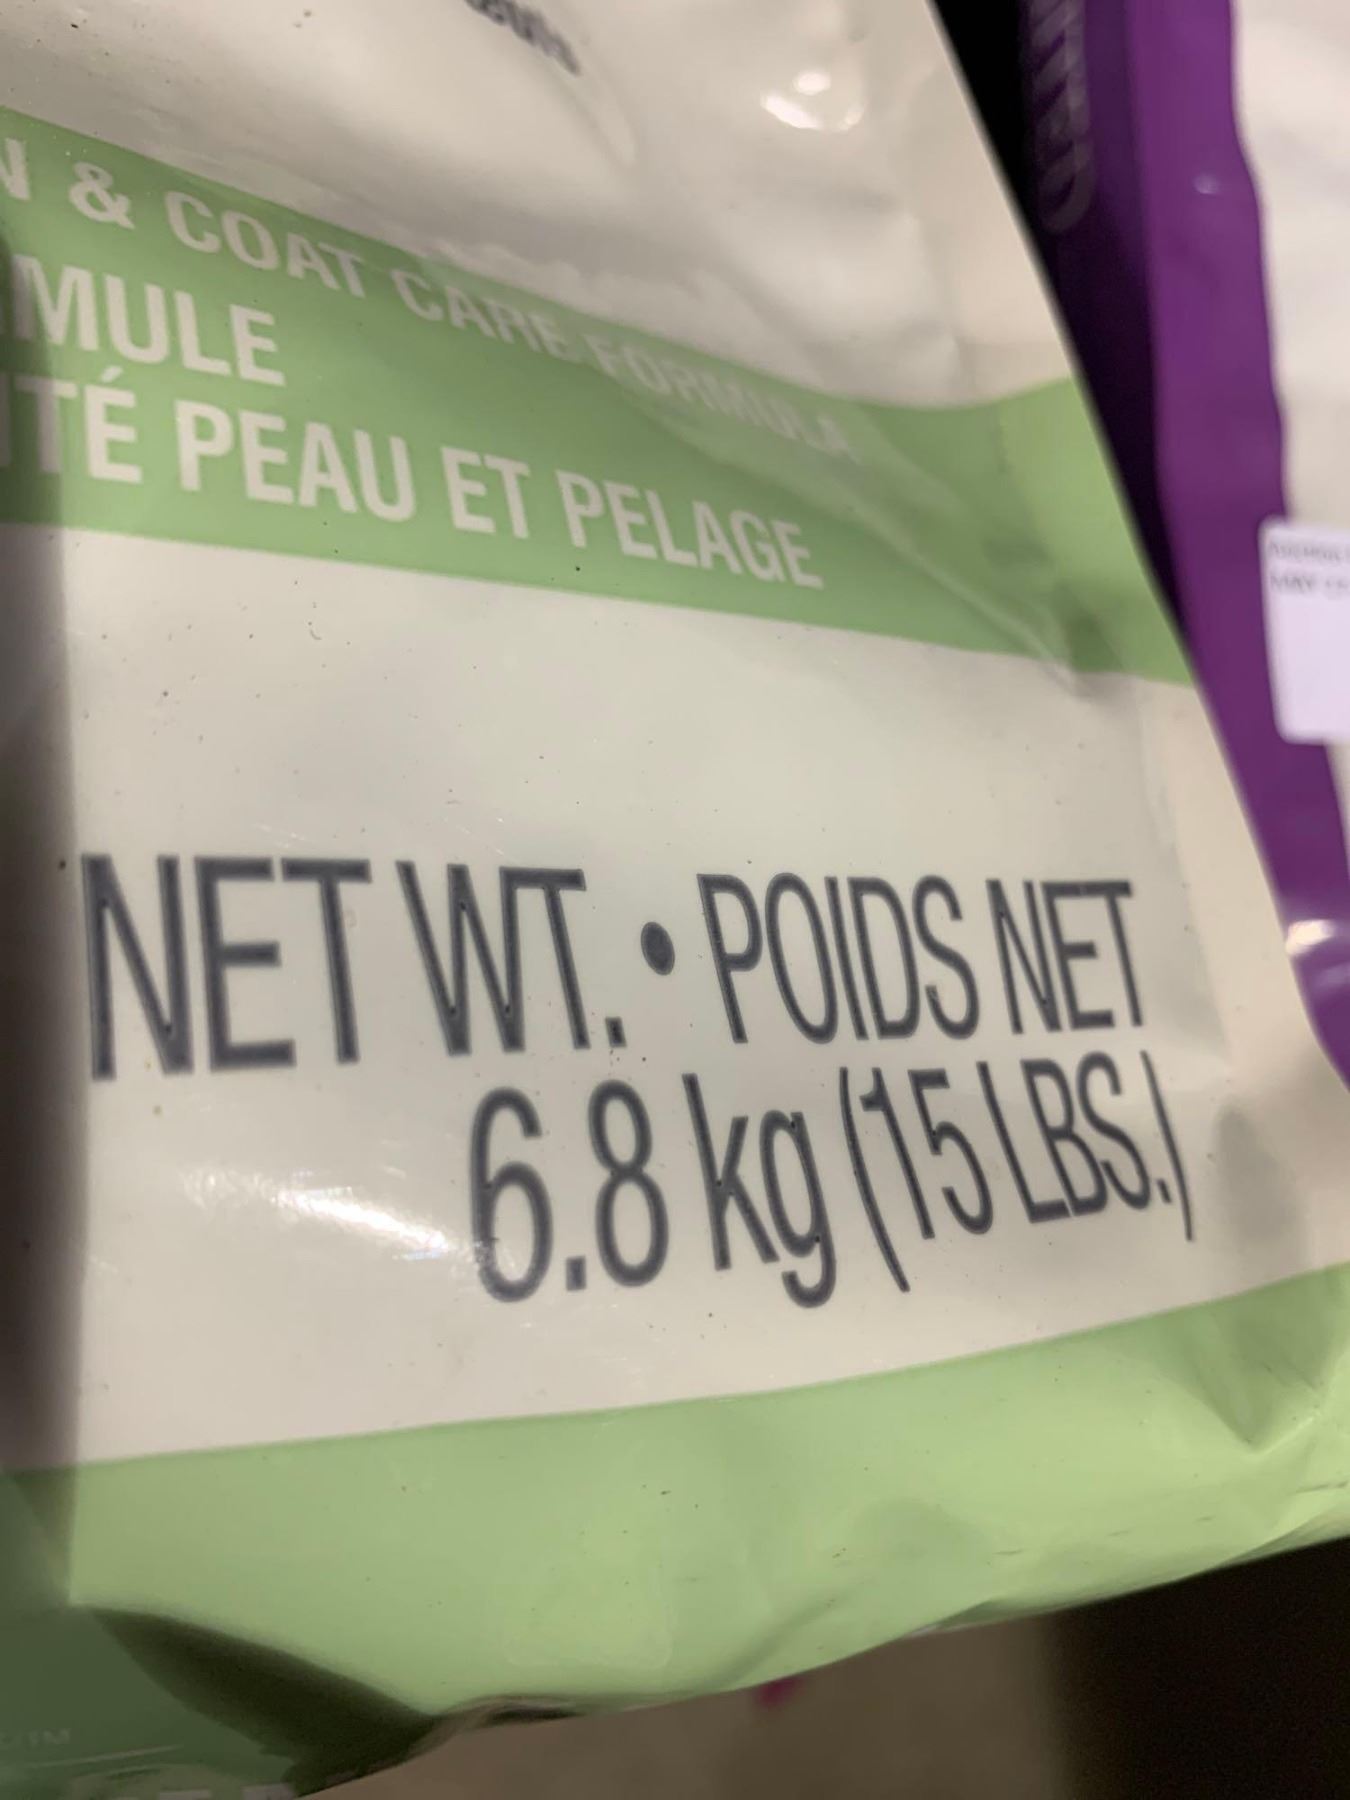 & COAT CARE FORMULA
MULE
TÉ PEAU ET PELAGE
NET WT. • POIDS NET
6.8 kg (15 LBS.)